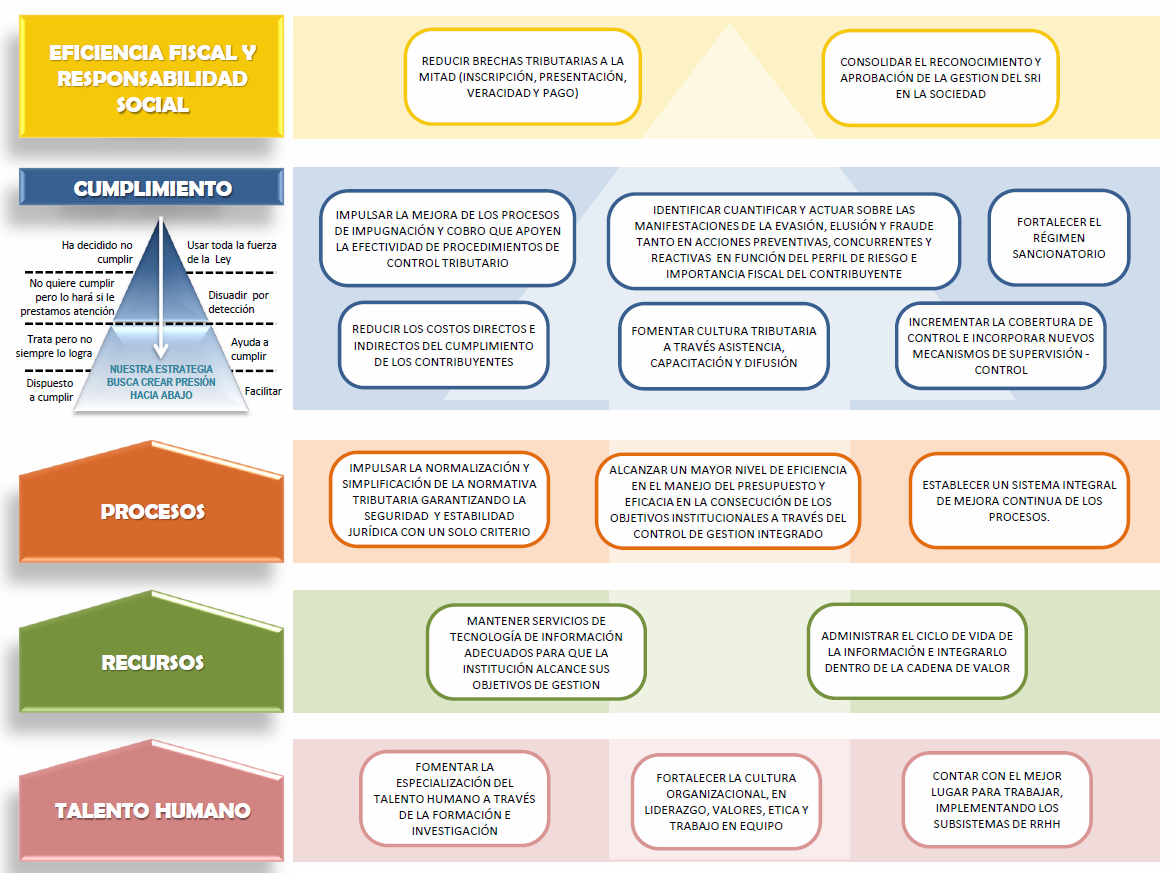 EFICIENCIA FISCAL Y
RESPONSABILIDAD
SOCIAL
REDUCIR BRECHAS TRIBUTARIAS A LA
MITAD (INSCRIPCIÓN, PRESENTACIÓN,
VERACIDAD Y PAGO)
CONSOLIDAR EL RECONOCIMIENTO Y
APROBACIÓN DE LA GESTION DEL SRI
EN LA SOCIEDAD
CUMPLIMIENTO
Ha decidido no
cumplir
Usar toda la fuerza
de la Ley
No quiere cumplir
pero lo hará si le
prestamos atención
Disuadir por
detección
Trata pero no
siempre lo logra
Ayuda a
cumplir
Dispuesto
a cumplir
Facilitar
NUESTRA ESTRATEGIA
BUSCA CREAR PRESIÓN
HACIA ABAJO
IMPULSAR LA MEJORA DE LOS PROCESOS
DE IMPUGNACIÓN Y COBRO QUE APOYEN
LA EFECTIVIDAD DE PROCEDIMIENTOS DE
CONTROL TRIBUTARIO
IDENTIFICAR CUANTIFICAR Y ACTUAR SOBRE LAS
MANIFESTACIONES DE LA EVASIÓN, ELUSIÓN Y FRAUDE
TANTO EN ACCIONES PREVENTIVAS, CONCURRENTES Y
REACTIVAS EN FUNCIÓN DEL PERFIL DE RIESGO E
IMPORTANCIA FISCAL DEL CONTRIBUYENTE
FORTALECER EL
RÉGIMEN
SANCIONATORIO
REDUCIR LOS COSTOS DIRECTOS E
INDIRECTOS DEL CUMPLIMIENTO
DE LOS CONTRIBUYENTES
FOMENTAR CULTURA TRIBUTARIA
A TRAVÉS ASISTENCIA,
CAPACITACIÓN Y DIFUSIÓN
INCREMENTAR LA COBERTURA DE
CONTROL E INCORPORAR NUEVOS
MECANISMOS DE SUPERVISIÓN -
CONTROL
PROCESOS
IMPULSAR LA NORMALIZACIÓN Y
SIMPLIFICACIÓN DE LA NORMATIVA
TRIBUTARIA GARANTIZANDO LA
SEGURIDAD Y ESTABILIDAD
JURÍDICA CON UN SOLO CRITERIO
ALCANZAR UN MAYOR NIVEL DE EFICIENCIA
EN EL MANEJO DEL PRESUPUESTO Y
EFICACIA EN LA CONSECUCIÓN DE LOS
OBJETIVOS INSTITUCIONALES A TRAVÉS DEL
CONTROL DE GESTION INTEGRADO
ESTABLECER UN SISTEMA INTEGRAL
DE MEJORA CONTINUA DE LOS
PROCESOS.
RECURSOS
MANTENER SERVICIOS DE
TECNOLOGÍA DE INFORMACIÓN
ADECUADOS PARA QUE LA
INSTITUCIÓN ALCANCE SUS
OBJETIVOS DE GESTION
ADMINISTRAR EL CICLO DE VIDA DE
LA INFORMACIÓN E INTEGRARLO
DENTRO DE LA CADENA DE VALOR
TALENTO HUMANO
FOMENTAR LA
ESPECIALIZACIÓN DEL
TALENTO HUMANO A TRAVÉS
DE LA FORMACIÓN E
INVESTIGACIÓN
FORTALECER LA CULTURA
ORGANIZACIONAL, EN
LIDERAZGO, VALORES, ETICA Y
TRABAJO EN EQUIPO
CONTAR CON EL MEJOR
LUGAR PARA TRABAJAR,
IMPLEMENTANDO LOS
SUBSISTEMAS DE RRHH